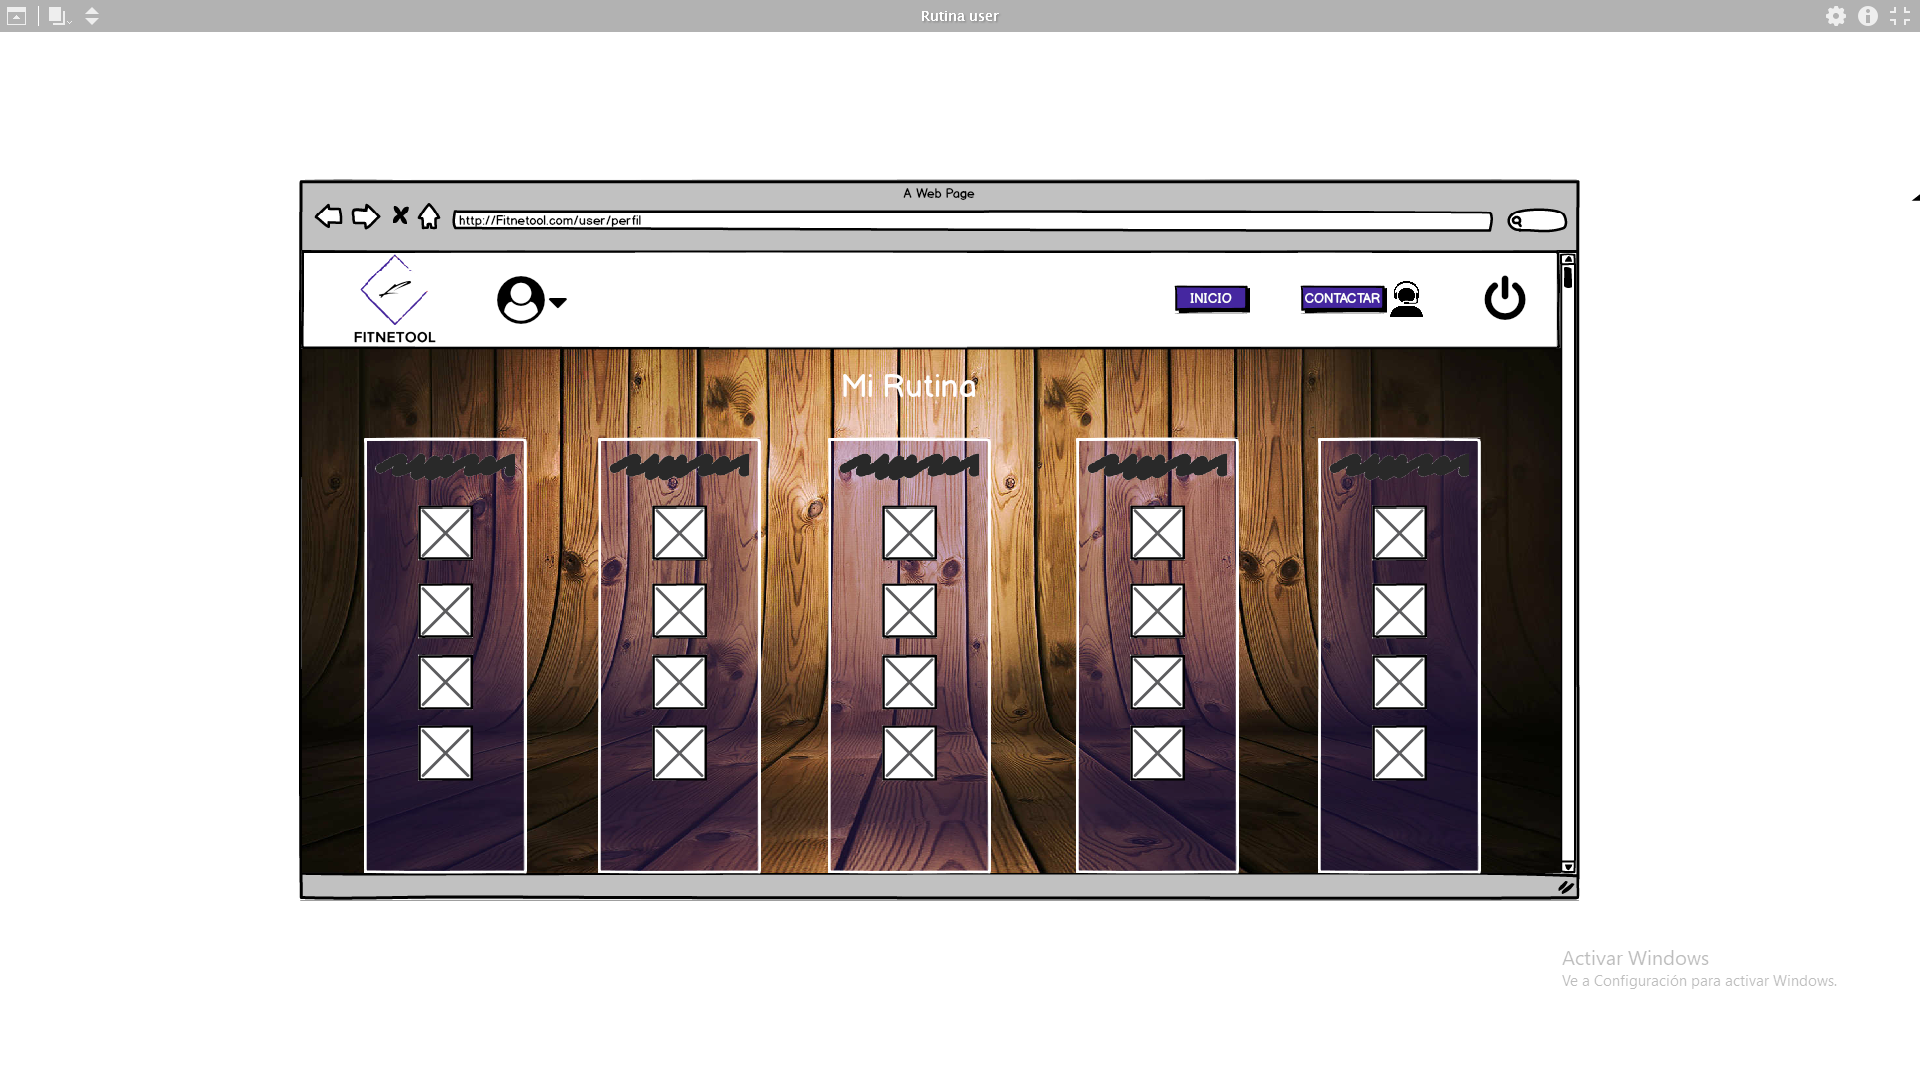 Rutina user
A Web Page
http://Fitnetool.com/user/perfil
FITNETOOL
INICIO
CONTACTAR
Mi Rutina
Activar Windows
Ve a Configuración para activar Windows.